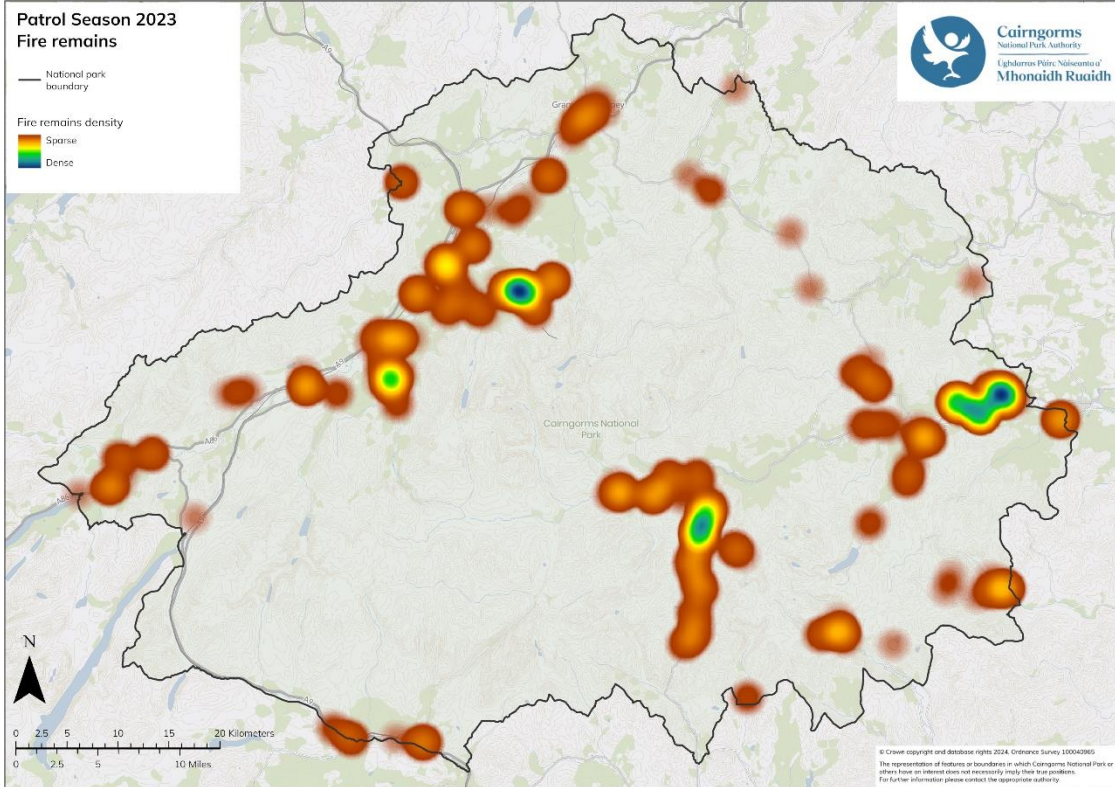 Patrol Season 2023
Fire remains
National park
boundary
Fire remains density
Sparse
Dense
Cairngorms
National Park Authority
Ùghdarras Pàirc Nàiseanta a'
Mhonaidh Ruaidh
A9
A9
A86
A86
Cairngorms National
Park
A9
N
0 2.5 5 10 15 20 Kilometers
0 2.5 5 10 Miles
© Crown copyright and database rights 2024. Ordnance Survey 100040965
The representation of features or boundaries in which Cairngorms National Park or
others have an interest does not necessarily imply their true positions.
For further information please contact the appropriate authority.